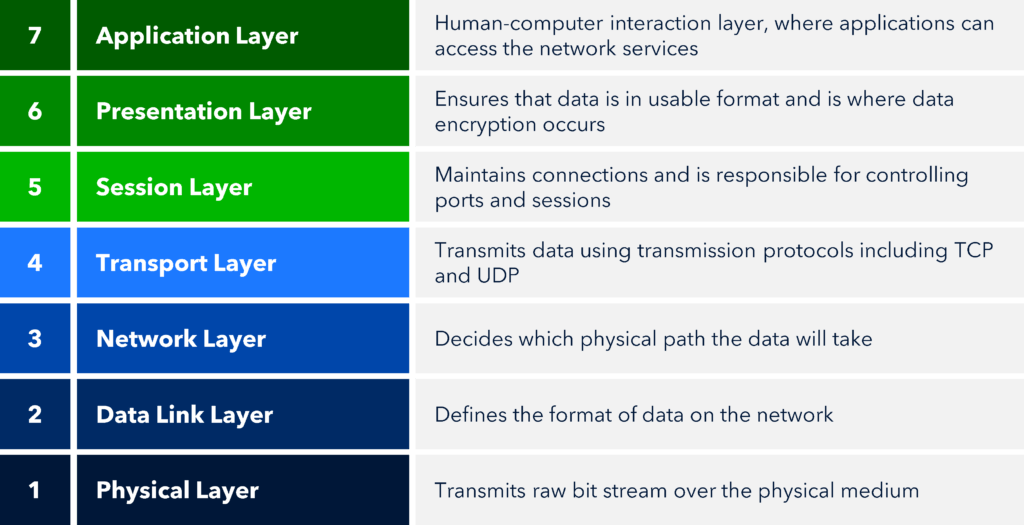 7
Application Layer
Human-computer interaction layer, where applications can
access the network services
6
Presentation Layer
Ensures that data is in usable format and is where data
encryption occurs
5
Session Layer
Maintains connections and is responsible for controlling
ports and sessions
4
Transport Layer
Transmits data using transmission protocols including TCP
and UDP
3
Network Layer
Decides which physical path the data will take
2
Data Link Layer
Defines the format of data on the network
1
Physical Layer
Transmits raw bit stream over the physical medium